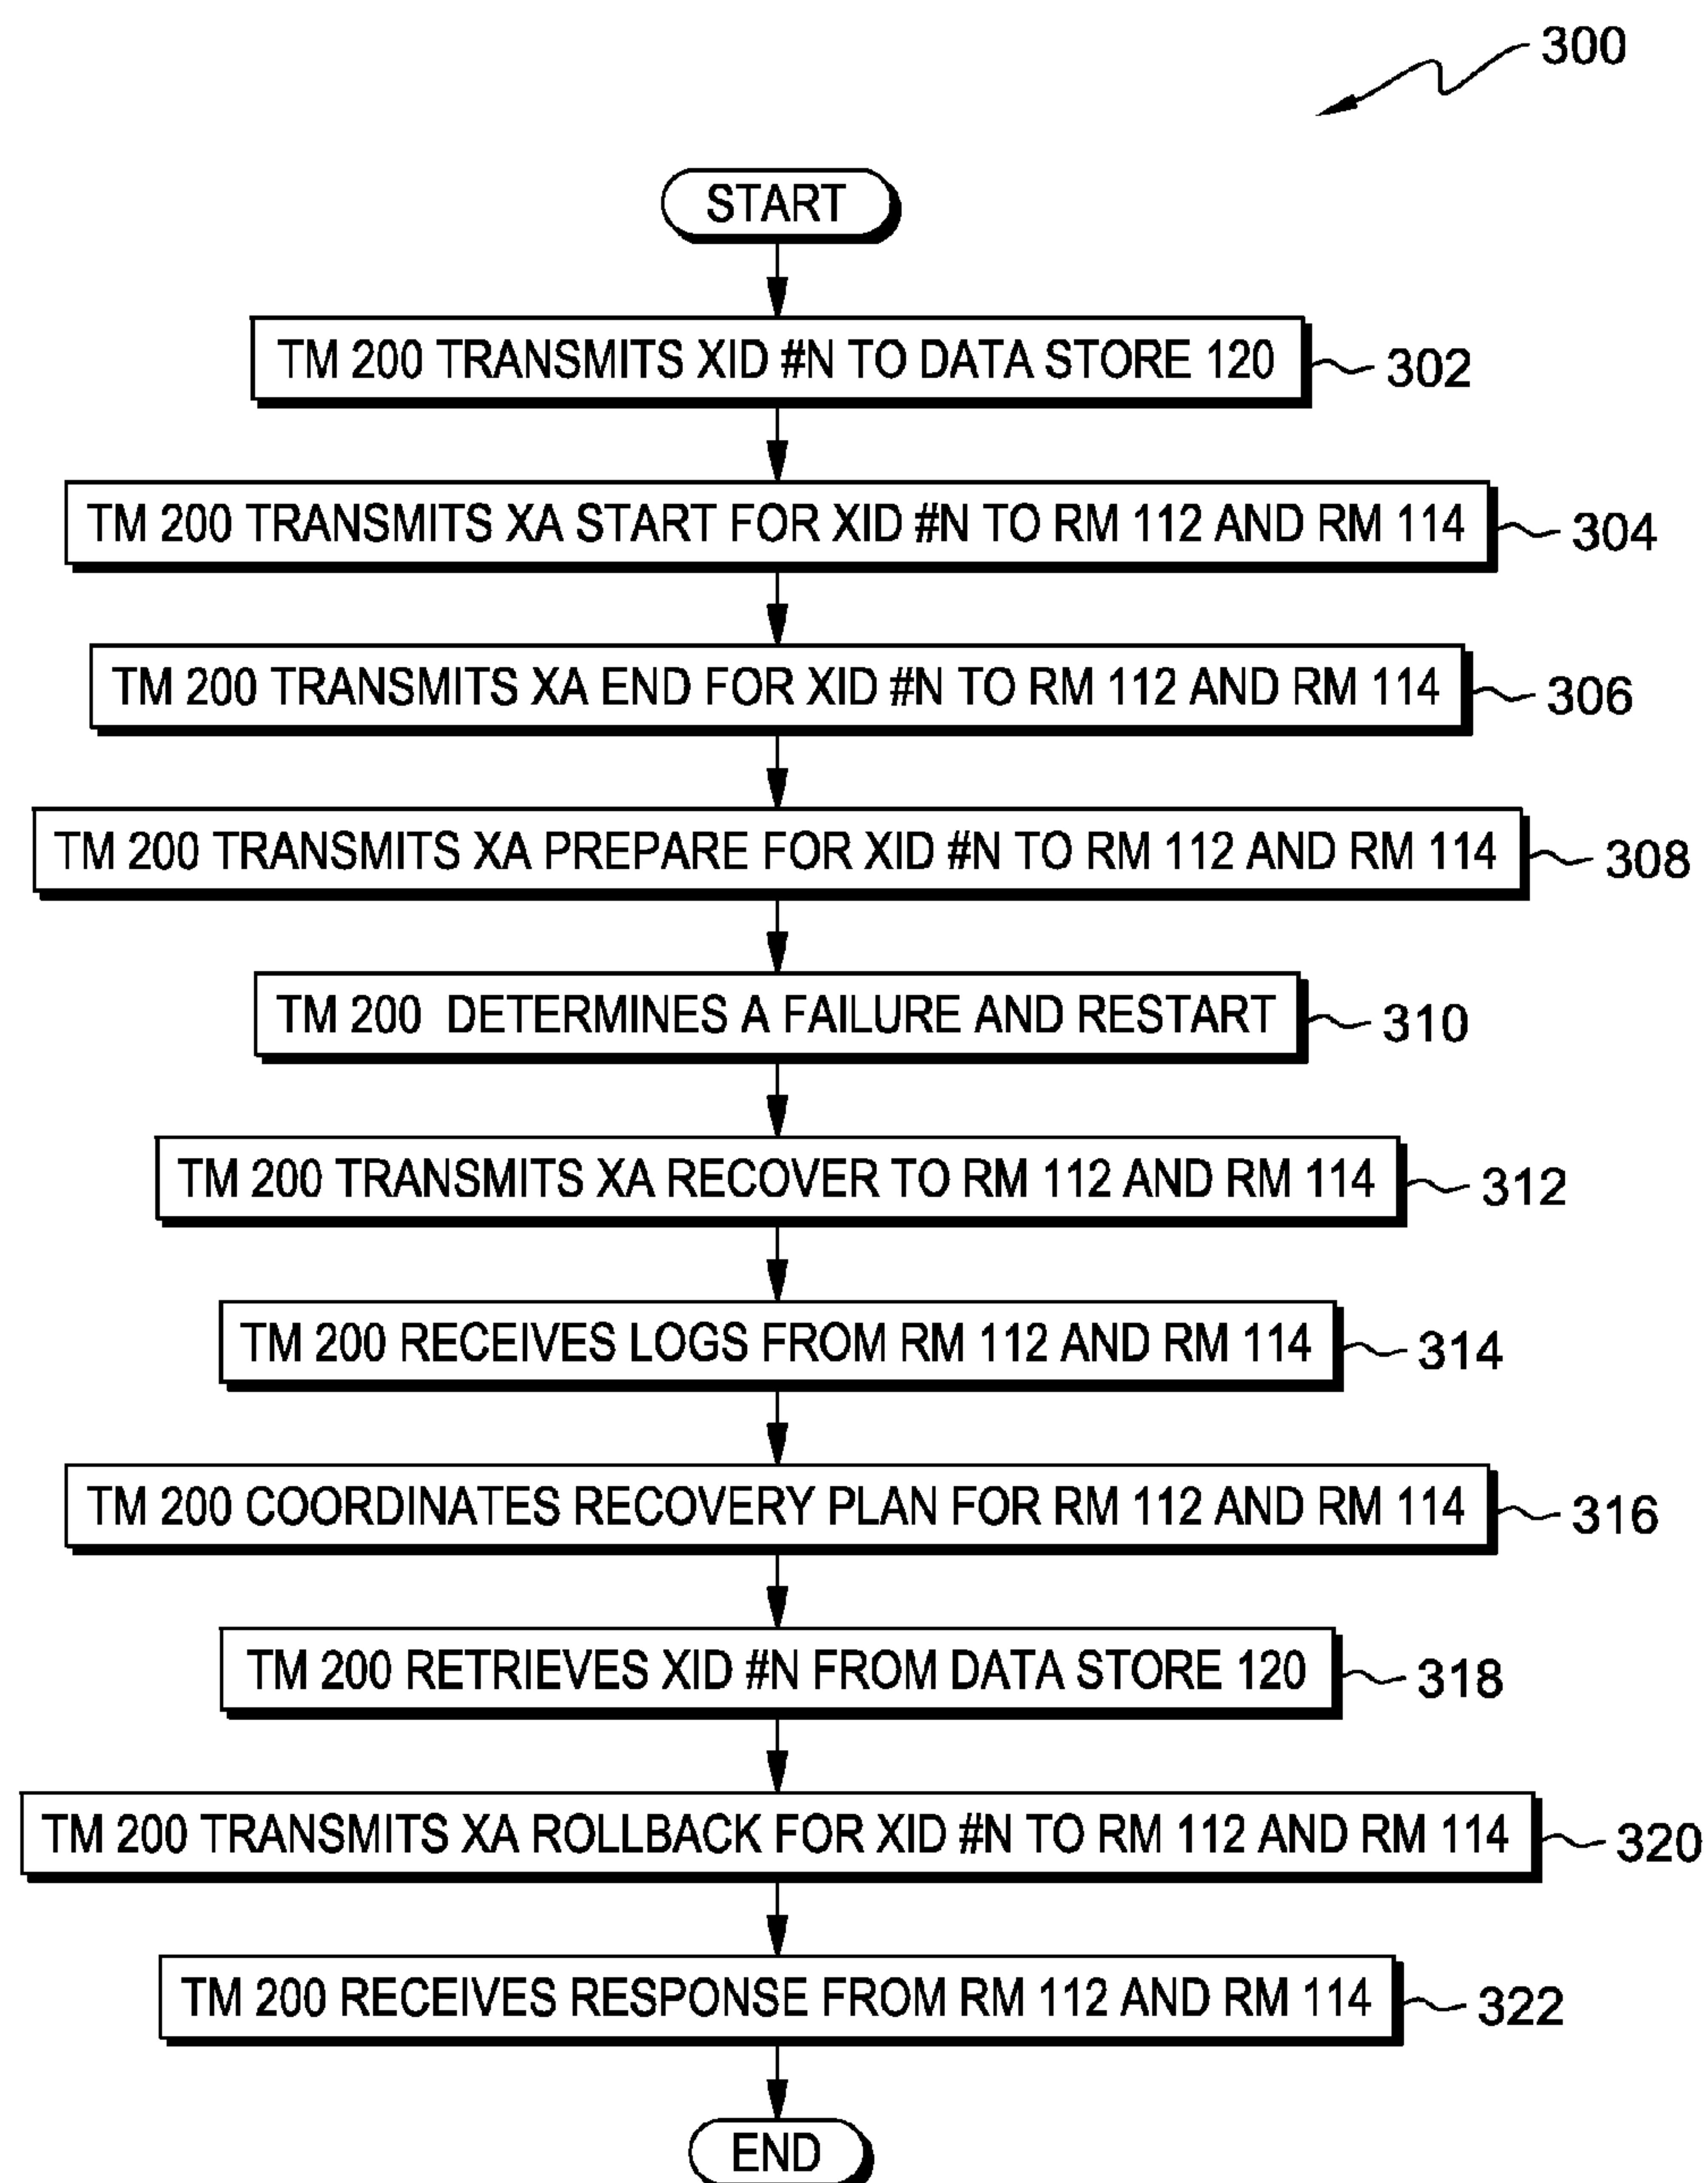 300
START
TM 200 TRANSMITS XID #N TO DATA STORE 120
302
TM 200 TRANSMITS XA START FOR XID #N TO RM 112 AND RM 114
304
TM 200 TRANSMITS XA END FOR XID #N TO RM 112 AND RM 114
306
TM 200 TRANSMITS XA PREPARE FOR XID #N TO RM 112 AND RM 114
308
TM 200 DETERMINES A FAILURE AND RESTART
310
TM 200 TRANSMITS XA RECOVER TO RM 112 AND RM 114
312
TM 200 RECEIVES LOGS FROM RM 112 AND RM 114
314
TM 200 COORDINATES RECOVERY PLAN FOR RM 112 AND RM 114
316
TM 200 RETRIEVES XID #N FROM DATA STORE 120
318
TM 200 TRANSMITS XA ROLLBACK FOR XID #N TO RM 112 AND RM 114
320
TM 200 RECEIVES RESPONSE FROM RM 112 AND RM 114
322
END